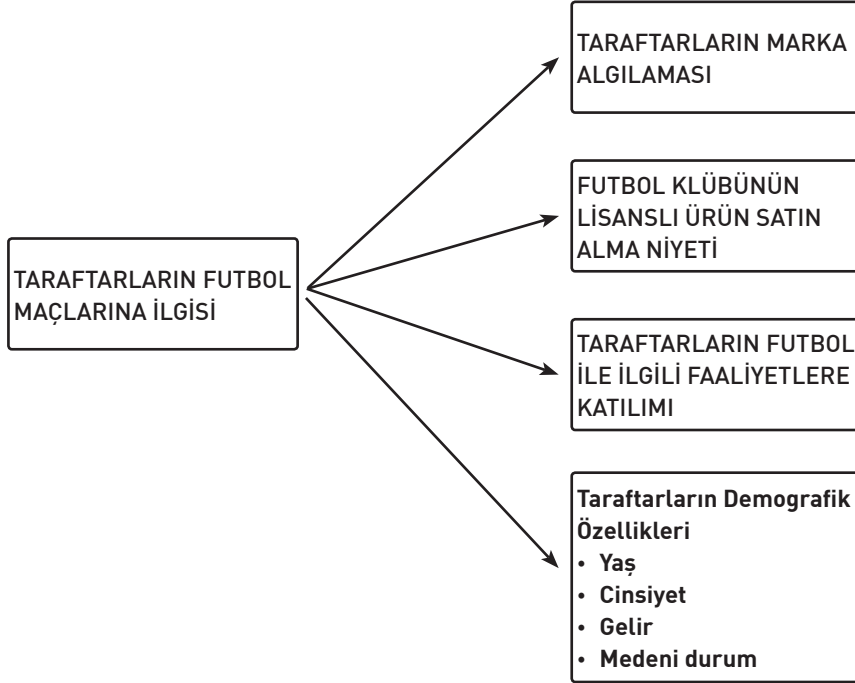 TARAFTARLARIN MARKA
ALGILAMASI
FUTBOL KLÜBÜNÜN
LİSANSLI ÜRÜN SATIN
ALMA NİYETİ
TARAFTARLARIN FUTBOL
MAÇLARINA İLGİSİ
TARAFTARLARIN FUTBOL
İLE İLGİLİ FAALİYETLERE
KATILIMI
Taraftarların Demografik
Özellikleri
• Yaş
• Cinsiyet
• Gelir
• Medeni durum